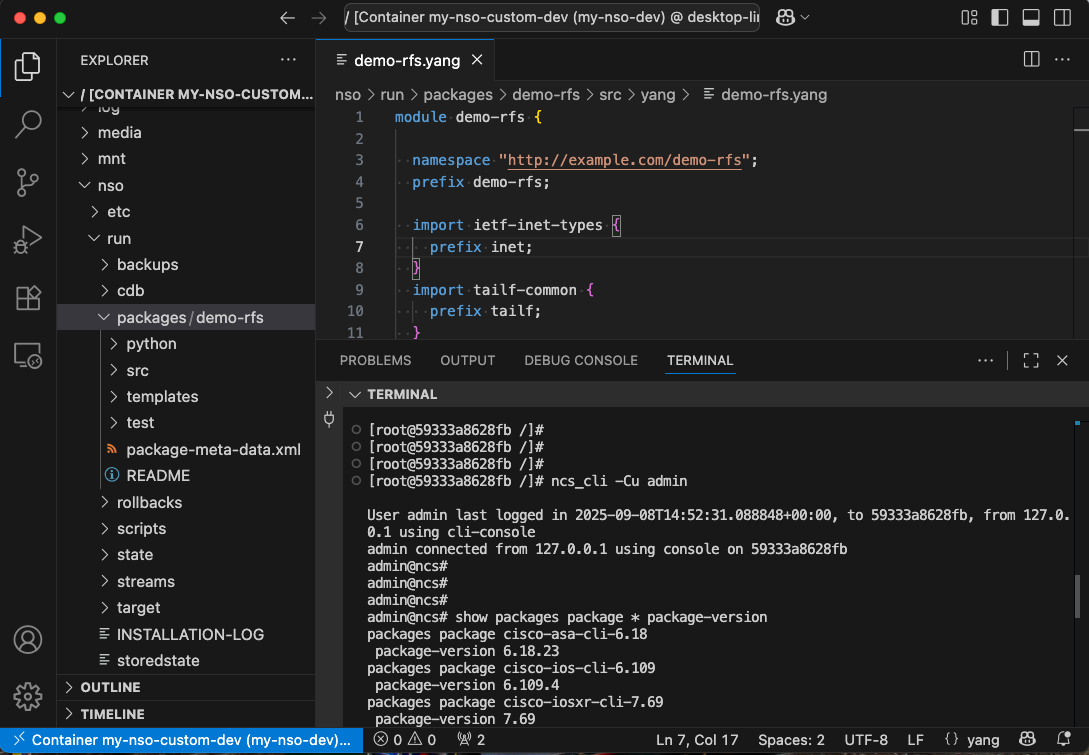 / [Container my-nso-custom-dev (my-nso-dev) @ desktop-li
EXPLORER
/ [CONTAINER MY-NSO-CUSTOM...
log
media
mnt
nso
etc
run
backups
cdb
packages / demo-rfs
python
src
templates
test
package-meta-data.xml
README
rollbacks
scripts
state
streams
target
INSTALLATION-LOG
storedstate
OUTLINE
TIMELINE
demo-rfs.yang
nso > run > packages > demo-rfs > src > yang > demo-rfs.yang
1 module demo-rfs {
2
3 namespace "http://example.com/demo-rfs";
4 prefix demo-rfs;
5
6 import ietf-inet-types {
7 prefix inet;
8 }
9 import tailf-common {
10 prefix tailf;
11 }
PROBLEMS OUTPUT DEBUG CONSOLE TERMINAL
TERMINAL
[root@59333a8628fb /]#
[root@59333a8628fb /]#
[root@59333a8628fb /]#
[root@59333a8628fb /]# ncs_cli -Cu admin
User admin last logged in 2025-09-08T14:52:31.088848+00:00, to 59333a8628fb, from 127.0.
0.1 using cli-console
admin connected from 127.0.0.1 using console on 59333a8628fb
admin@ncs#
admin@ncs#
admin@ncs#
admin@ncs# show packages package * package-version
packages package cisco-asa-cli-6.18
package-version 6.18.23
packages package cisco-ios-cli-6.109
package-version 6.109.4
packages package cisco-iosxr-cli-7.69
package-version 7.69
Container my-nso-custom-dev (my-nso-dev)... 0 0 2 Ln 7, Col 17 Spaces: 2 UTF-8 LF {} yang